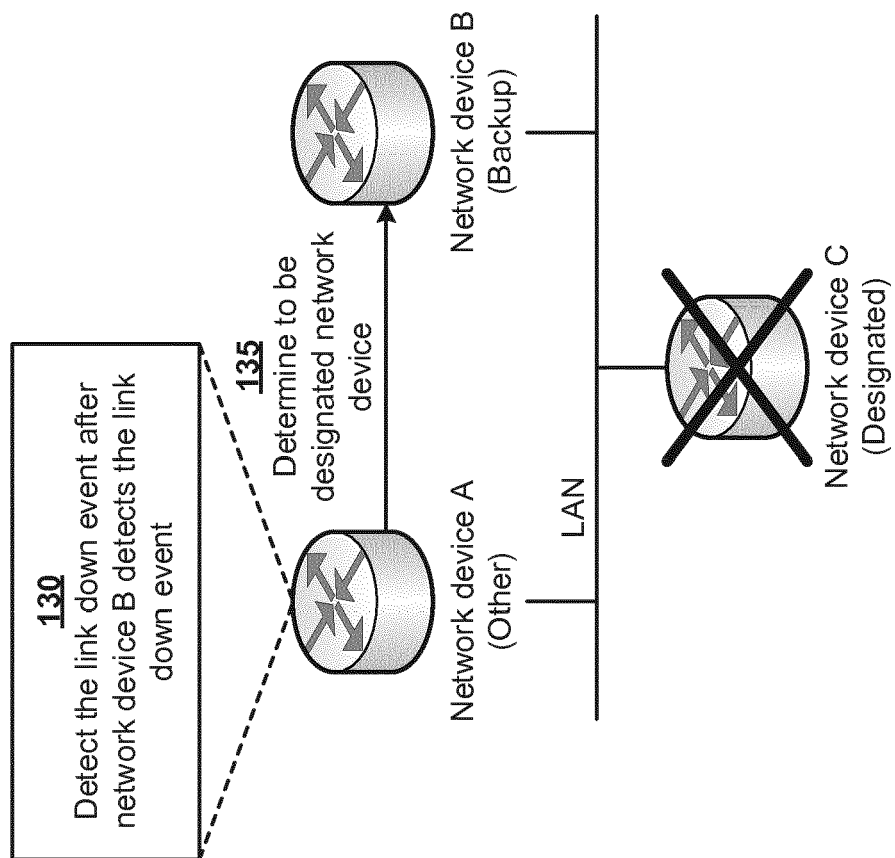 130
Detect the link down event after
network device B detects the link
down event
135
Determine to be
designated network
device
Network device A
(Other)
Network device B
(Backup)
LAN
Network device C
(Designated)